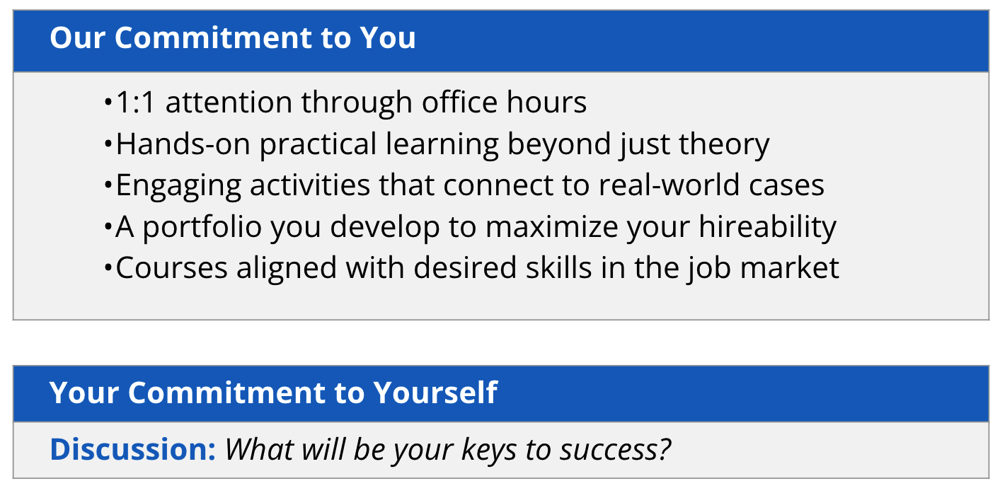 Our Commitment to You
•1:1 attention through office hours
•Hands-on practical learning beyond just theory
•Engaging activities that connect to real-world cases
•A portfolio you develop to maximize your hireability
•Courses aligned with desired skills in the job market
Your Commitment to Yourself
Discussion: What will be your keys to success?